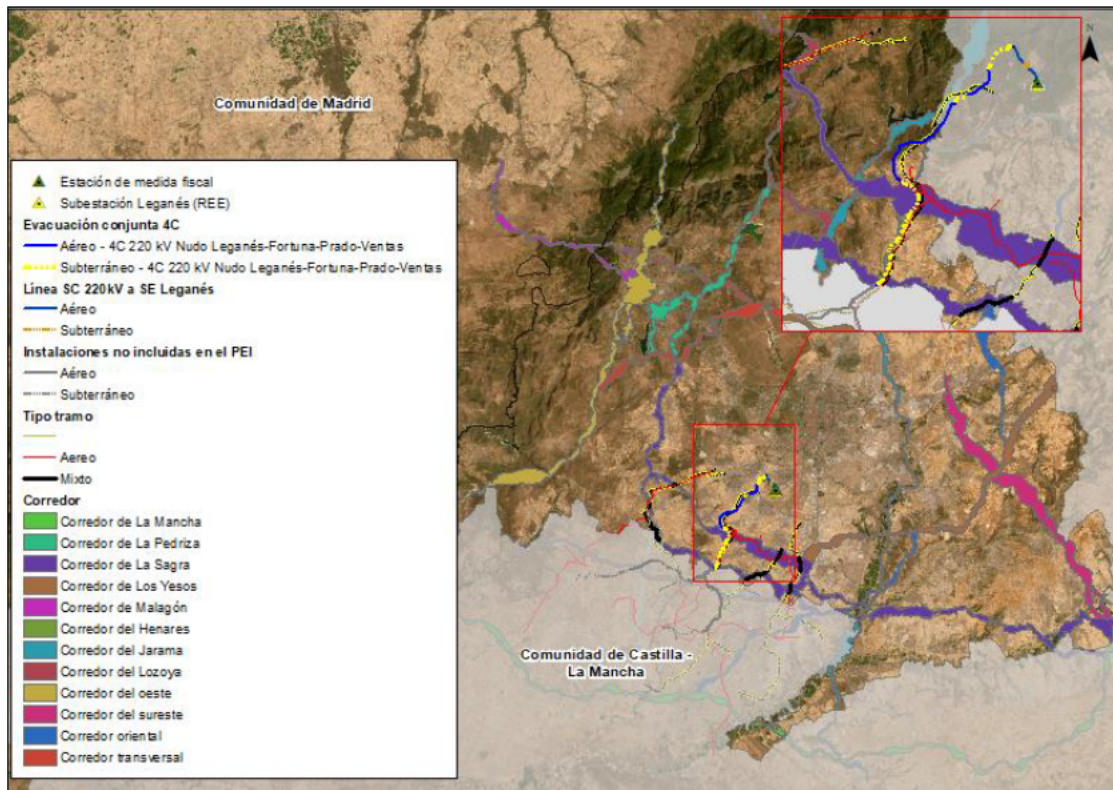 Comunidad de Madrid
N
Estación de medida fiscal
Subestación Leganés (REE)
Evacuación conjunta 4C
Aéreo - 4C 220 kV Nudo Leganés-Fortuna-Prado-Ventas
Subterráneo - 4C 220 kV Nudo Leganés-Fortuna-Prado-Ventas
Línea SC 220kV a SE Leganés
Aéreo
Subterráneo
Instalaciones no incluidas en el PEI
Aéreo
Subterráneo
Tipo tramo
Aereo
Mixto
Corredor
Corredor de La Mancha
Corredor de La Pedriza
Corredor de La Sagra
Corredor de Los Yesos
Corredor de Malagón
Corredor del Henares
Corredor del Jarama
Corredor del Lozoya
Corredor del oeste
Corredor del sureste
Corredor oriental
Corredor transversal
Comunidad de Castilla -
La Mancha